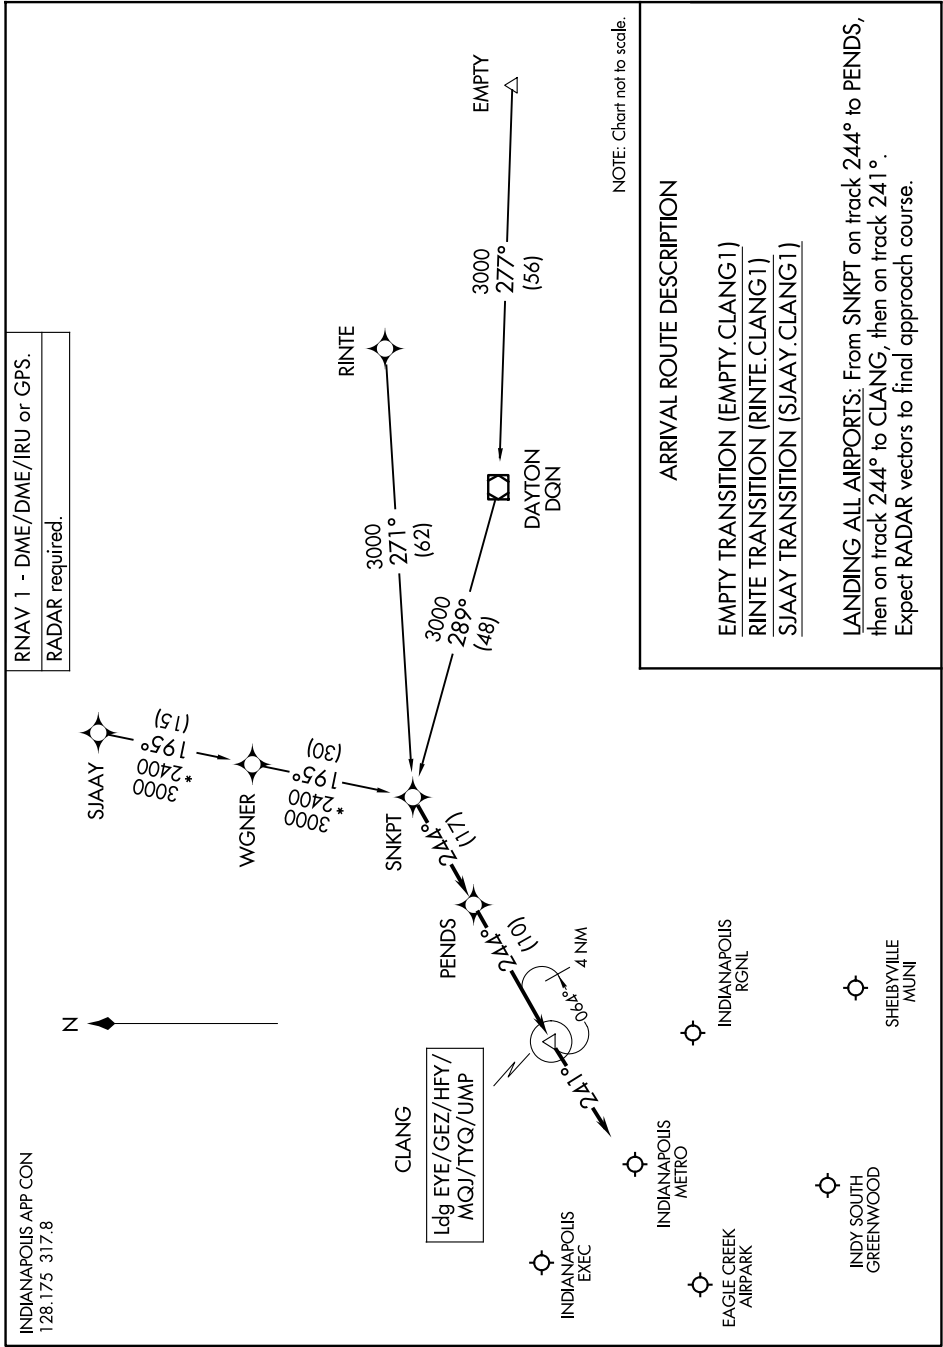 INDIANAPOLIS APP CON
128.175 317.8
RNAV 1 - DME/DME/IRU or GPS.
RADAR required.
N
SJAAY
3000
*2400
195°
(15)
WGNER
3000
*2400
195°
(30)
SNKPT
RINTE
3000
271°
(62)
EMPTY
3000
277°
(56)
DAYTON
DQN
3000
289°
(48)
244°
(17)
PENDS
244°
(10)
CLANG
Ldg EYE/GEZ/HFY/
MQJ/TYQ/UMP
064°
4 NM
241°
INDIANAPOLIS
EXEC
INDIANAPOLIS
METRO
EAGLE CREEK
AIRPARK
INDIANAPOLIS
RGNL
INDY SOUTH
GREENWOOD
SHELBYVILLE
MUNI
NOTE: Chart not to scale.
ARRIVAL ROUTE DESCRIPTION
EMPTY TRANSITION (EMPTY.CLANG1)
RINTE TRANSITION (RINTE.CLANG1)
SJAAY TRANSITION (SJAAY.CLANG1)
LANDING ALL AIRPORTS: From SNKPT on track 244° to PENDS,
then on track 244° to CLANG, then on track 241°.
Expect RADAR vectors to final approach course.